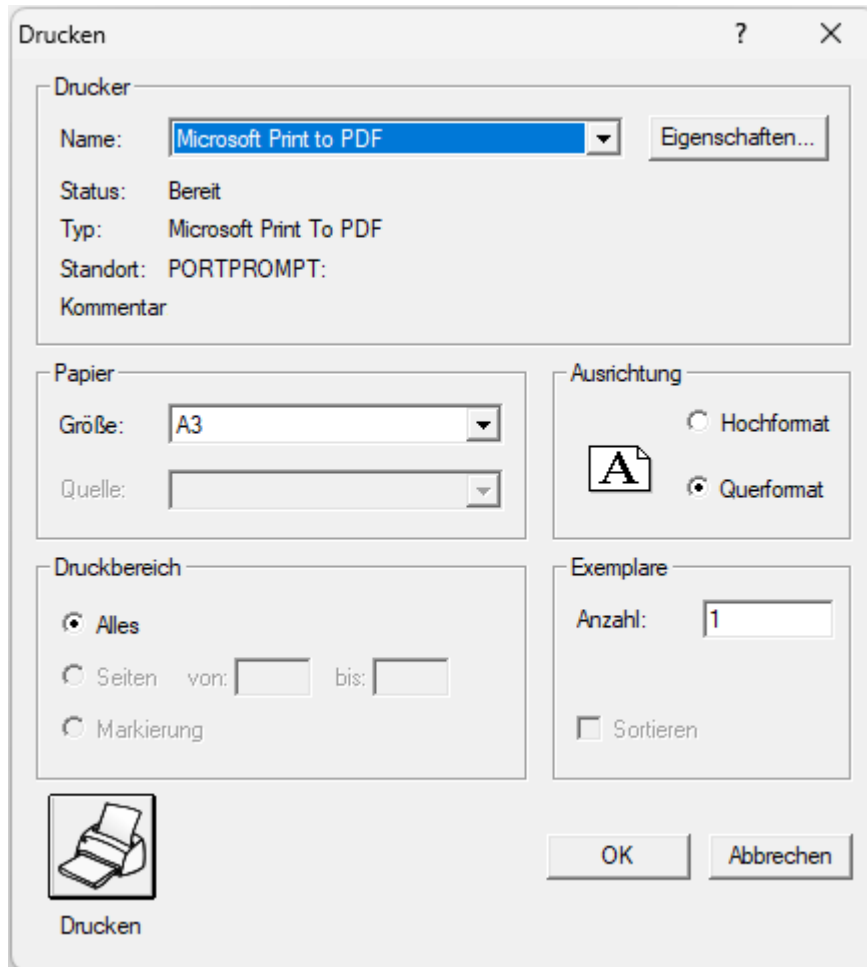 Drucken ?
Drucker
Name: Microsoft Print to PDF Eigenschaften...
Status: Bereit
Typ: Microsoft Print To PDF
Standort: PORTPROMPT:
Kommentar
Papier
Größe: A3
Quelle:
Ausrichtung
Hochformat
A
Querformat
Druckbereich
Alles
Seiten von: bis:
Markierung
Exemplare
Anzahl: 1
Sortieren
Drucken
OK Abbrechen